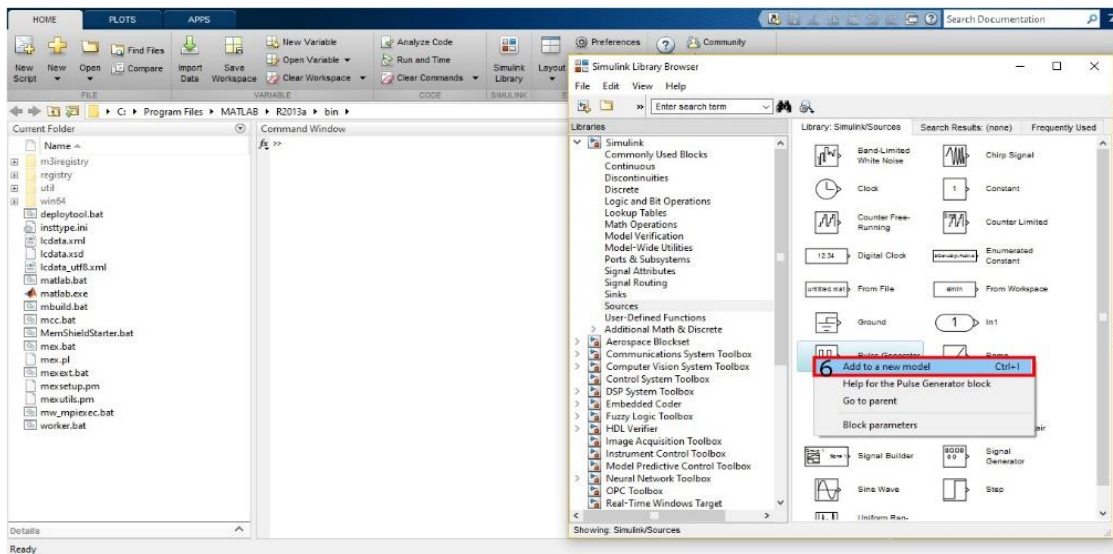 HOME PLOTS APPS
Search Documentation
New Script
New
Open
Find Files
Compare
Import Data
Save Workspace
New Variable
Open Variable
Clear Workspace
Analyze Code
Run and Time
Clear Commands
Simulink Library
Layout
Preferences
Community
FILE VARIABLE CODE SIMULINK
C: Program Files MATLAB R2013a bin
Current Folder
Name
m3iregistry
registry
util
win64
deploytool.bat
insttype.ini
lcdata.xml
lcdata.xsd
lcdata_utf8.xml
matlab.bat
matlab.exe
mbuild.bat
mcc.bat
MemShieldStarter.bat
mex.bat
mex.pl
mexext.bat
mexsetup.pm
mexutils.pm
mw_mpiexec.bat
worker.bat
Details
Ready
Command Window
fx >>
Simulink Library Browser
File Edit View Help
» Enter search term
Libraries
Simulink
Commonly Used Blocks
Continuous
Discontinuities
Discrete
Logic and Bit Operations
Lookup Tables
Math Operations
Model Verification
Model-Wide Utilities
Ports & Subsystems
Signal Attributes
Signal Routing
Sinks
Sources
User-Defined Functions
Additional Math & Discrete
Aerospace Blockset
Communications System Toolbox
Computer Vision System Toolbox
Control System Toolbox
DSP System Toolbox
Embedded Coder
Fuzzy Logic Toolbox
HDL Verifier
Image Acquisition Toolbox
Instrument Control Toolbox
Model Predictive Control Toolbox
Neural Network Toolbox
OPC Toolbox
Real-Time Windows Target
Showing: Simulink/Sources
Library: Simulink/Sources Search Results: (none) Frequently Used
Band-Limited
White Noise
Chirp Signal
Clock
1 Constant
Counter Free-
Running
Counter Limited
12:34 Digital Clock
Enumerated
Constant
untitled.mat From File
simin From Workspace
Ground
1 In1
Pulse Generator
Ramp
6 Add to a new model Ctrl+I
Help for the Pulse Generator block
Go to parent
Block parameters
Signal Builder
Signal
Generator
Sine Wave
Step
Uniform Ran-